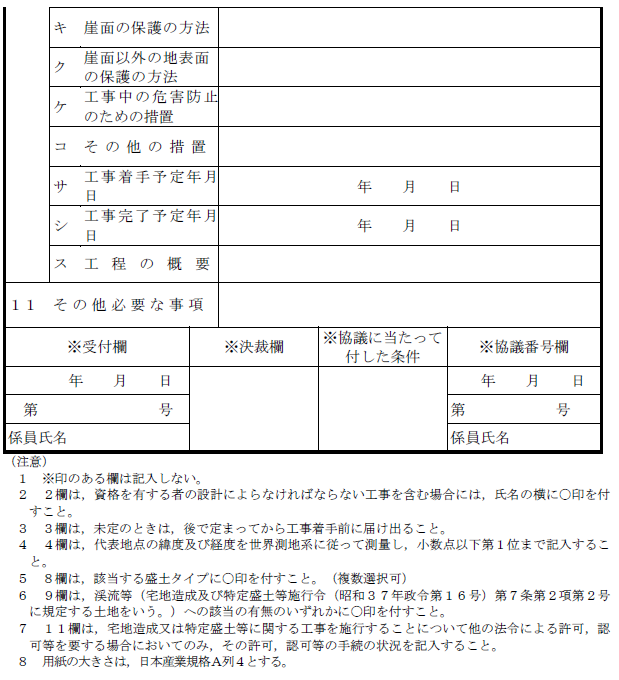 キ 崖面の保護の方法
ク 崖面以外の地表面
の保護の方法
ケ 工事中の危害防止
のための措置
コ その他の措置
サ 工事着手予定年月
日
年 月 日
シ 工事完了予定年月
日
年 月 日
ス 工程の概要
11 その他必要な事項
※受付欄 ※決裁欄 ※協議に当たって
付した条件 ※協議番号欄
年 月 日 年 月 日
第 号 第 号
係員氏名 係員氏名
(注意)
1 ※印のある欄は記入しない。
2 2欄は,資格を有する者の設計によらなければならない工事を含む場合には,氏名の横に○印を付
すこと。
3 3欄は,未定のときは,後で定まってから工事着手前に届け出ること。
4 4欄は,代表地点の緯度及び経度を世界測地系に従って測量し,小数点以下第1位まで記入するこ
と。
5 8欄は,該当する盛土タイプに○印を付すこと。(複数選択可)
6 9欄は,渓流等(宅地造成及び特定盛土等施行令(昭和37年政令第16号)第7条第2項第2号
に規定する土地をいう。)への該当の有無のいずれかに○印を付すこと。
7 11欄は,宅地造成又は特定盛土等に関する工事を施行することについて他の法令による許可,認
可等を要する場合においてのみ,その許可,認可等の手続の状況を記入すること。
8 用紙の大きさは,日本産業規格A列4とする。